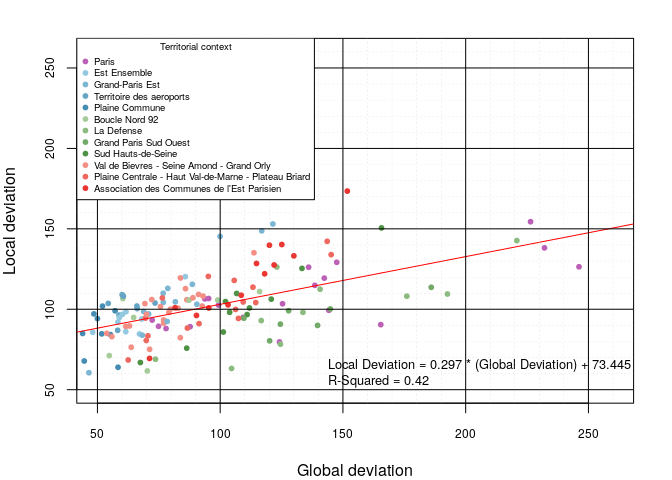 Territorial context
Paris
Est Ensemble
Grand-Paris Est
Territoire des aeroports
Plaine Commune
Boucle Nord 92
La Defense
Grand Paris Sud Ouest
Sud Hauts-de-Seine
Val de Bievres - Seine Amond - Grand Orly
Plaine Centrale - Haut Val-de-Marne - Plateau Briard
Association des Communes de l'Est Parisien
250
200
150
100
50
Local deviation
Local Deviation = 0.297 * (Global Deviation) + 73.445
R-Squared = 0.42
50 100 150 200 250
Global deviation